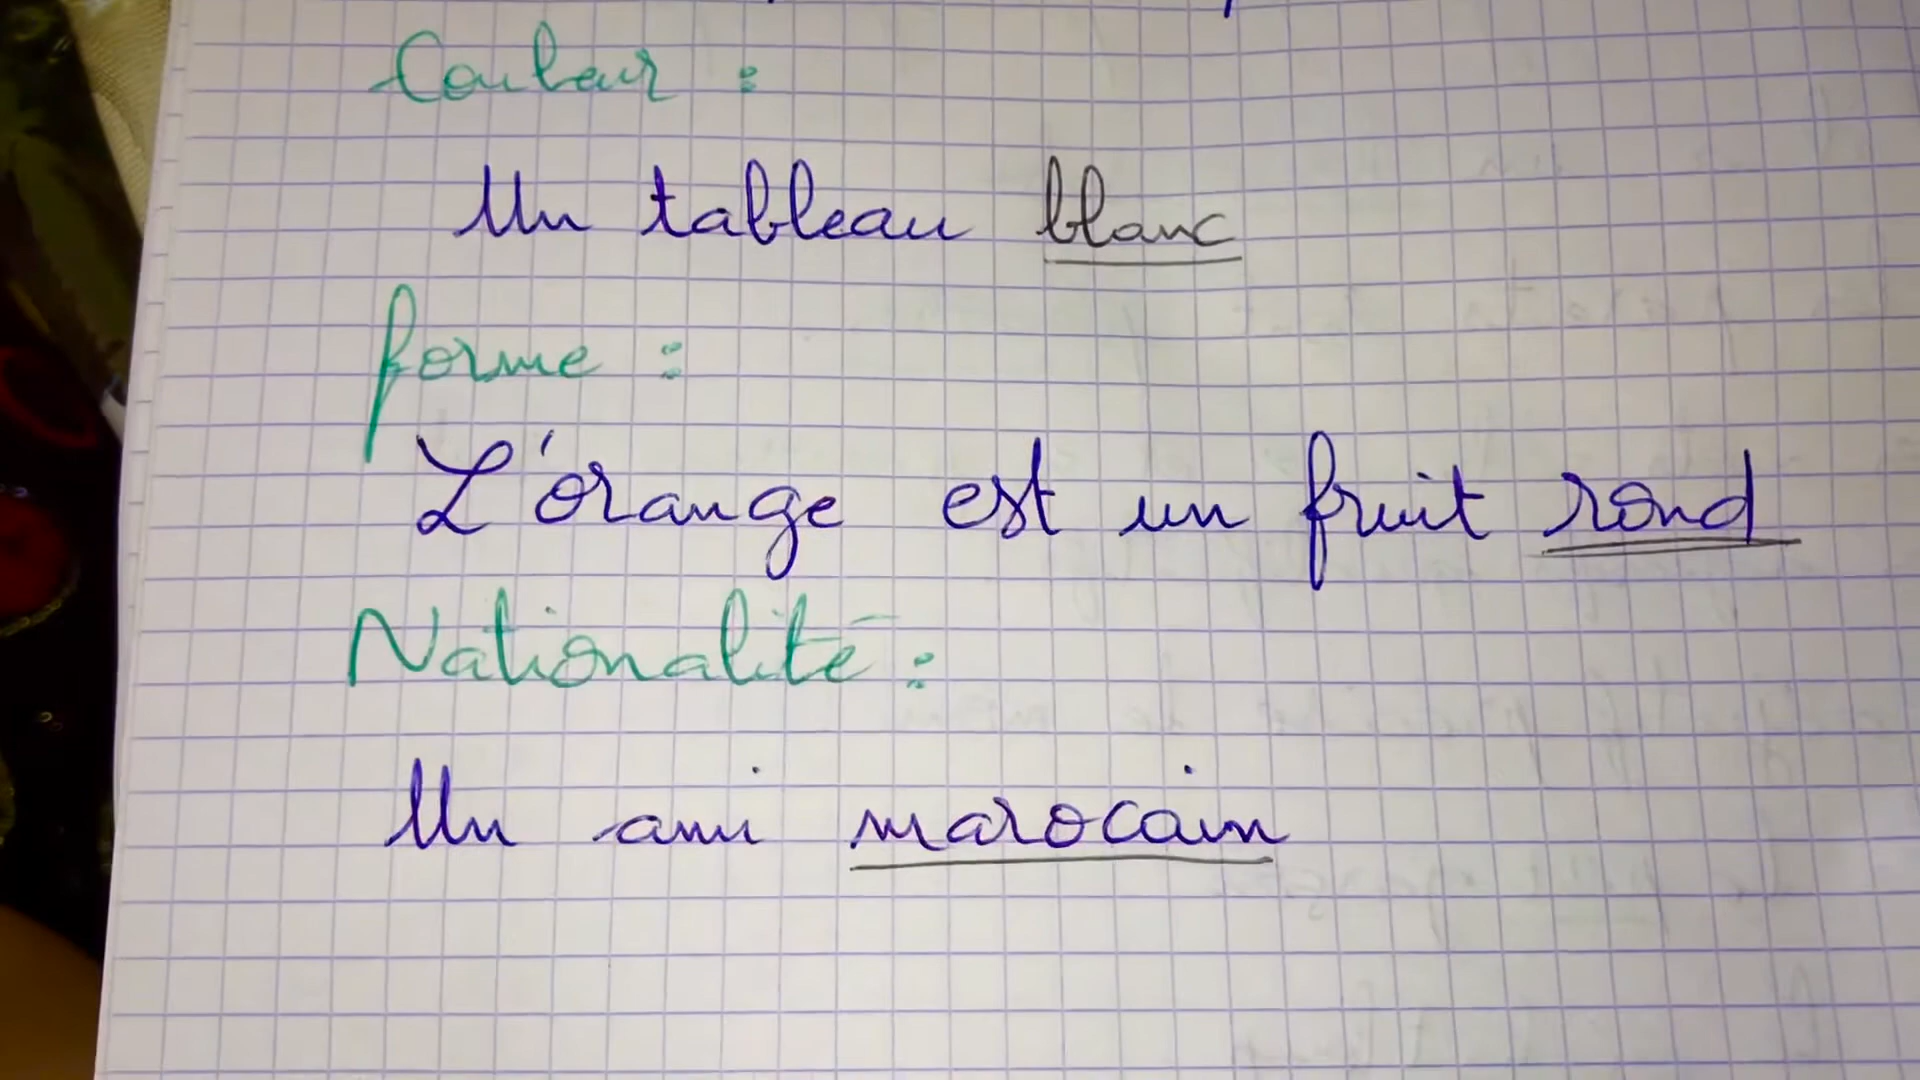 Couleur :
Un tableau blanc
forme :
L'orange est un fruit rond
Nationalité :
Un ami marocain